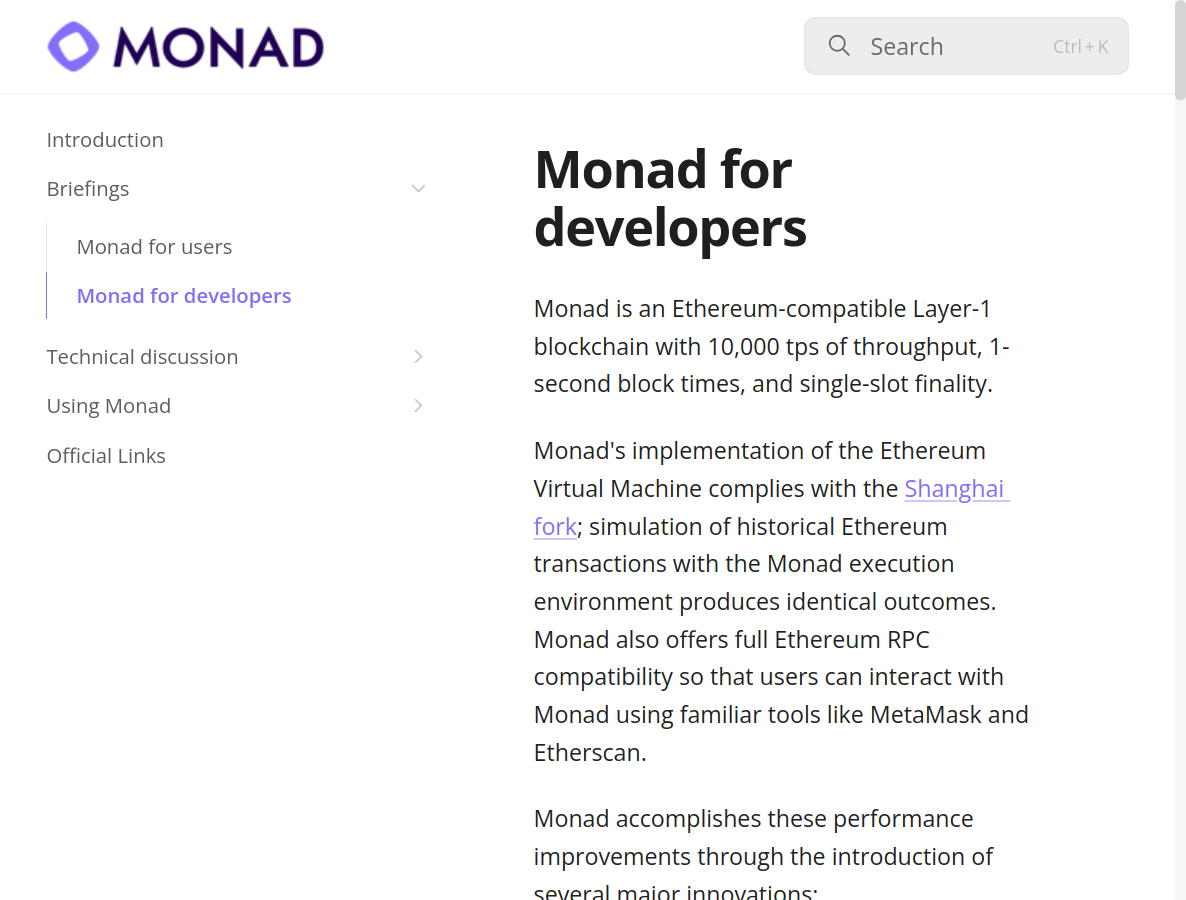 MONAD
Search
Ctrl + K
Introduction
Briefings
Monad for users
Monad for developers
Technical discussion
Using Monad
Official Links
Monad for
developers
Monad is an Ethereum-compatible Layer-1
blockchain with 10,000 tps of throughput, 1-
second block times, and single-slot finality.
Monad's implementation of the Ethereum
Virtual Machine complies with the Shanghai
fork; simulation of historical Ethereum
transactions with the Monad execution
environment produces identical outcomes.
Monad also offers full Ethereum RPC
compatibility so that users can interact with
Monad using familiar tools like MetaMask and
Etherscan.
Monad accomplishes these performance
improvements through the introduction of
several major innovations: